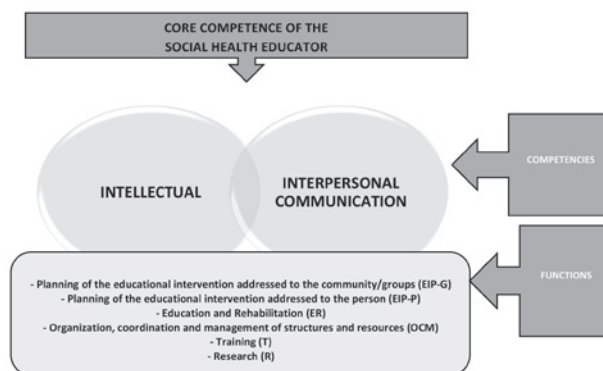 CORE COMPETENCE OF THE
SOCIAL HEALTH EDUCATOR
INTELLECTUAL
INTERPERSONAL
COMMUNICATION
COMPETENCIES
- Planning of the educational intervention addressed to the community/groups (EIP-G)
- Planning of the educational intervention addressed to the person (EIP-P)
- Education and Rehabilitation (ER)
- Organization, coordination and management of structures and resources (OCM)
- Training (T)
- Research (R)
FUNCTIONS